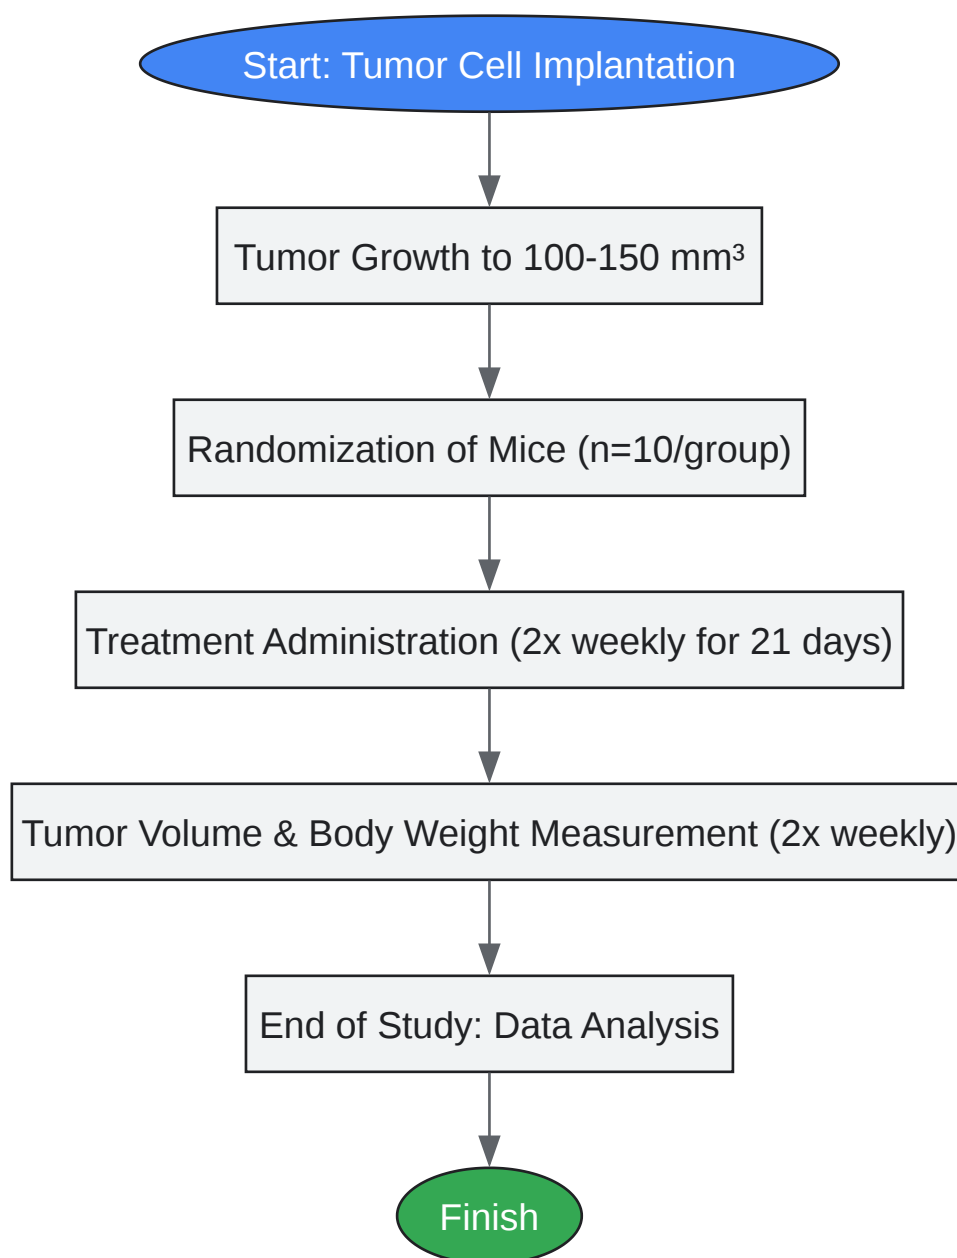 Start: Tumor Cell Implantation
Tumor Growth to 100-150 mm³
Randomization of Mice (n=10/group)
Treatment Administration (2x weekly for 21 days)
Tumor Volume & Body Weight Measurement (2x weekly)
End of Study: Data Analysis
Finish